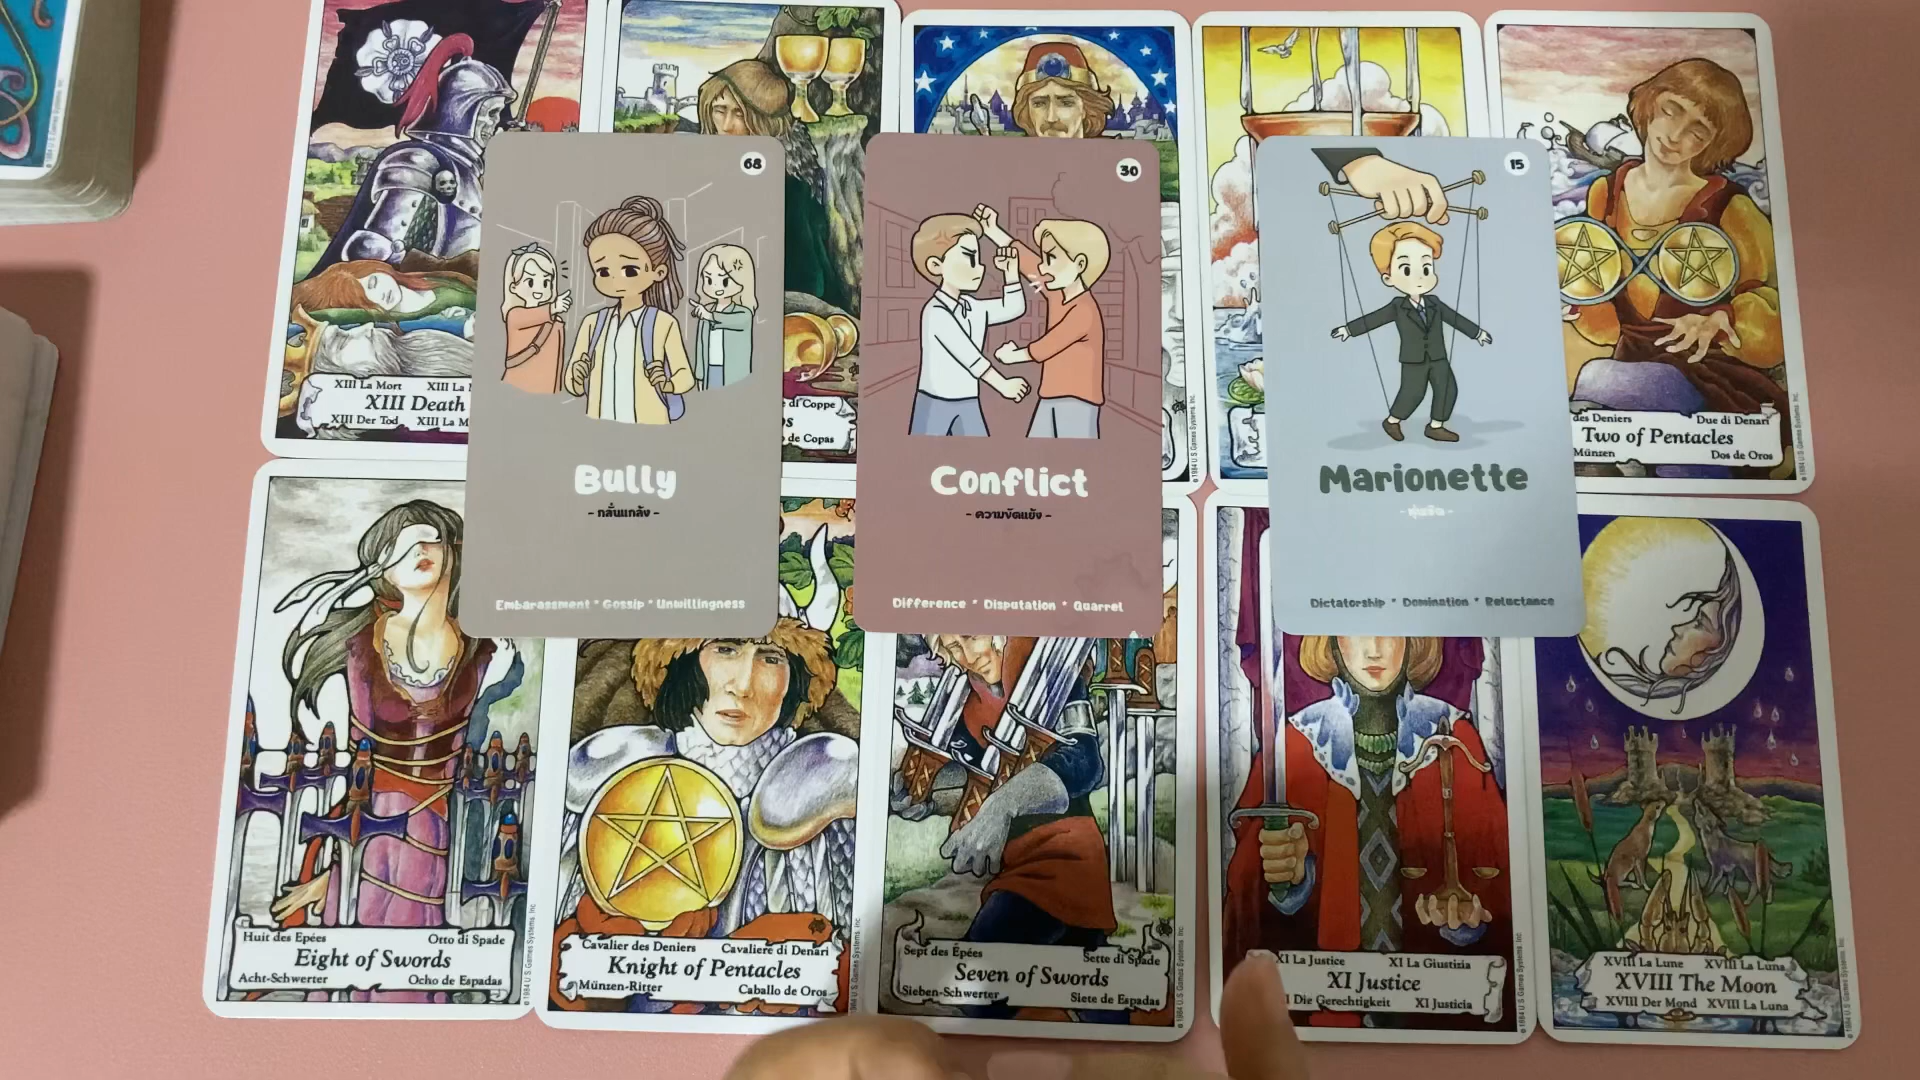 XIII La Mort
XIII Death
XIII Der Tod
de Copas
des Deniers Due di Denari
Two of Pentacles
Münzen Dos de Oros
68
Bully
- กลั่นแกล้ง -
Embarassment * Gossip * Unwillingness
30
Conflict
- ความขัดแย้ง -
Difference * Disputation * Quarrel
15
Marionette
Dictatorship * Domination * Reluctance
Huit des Epées Otto di Spade
Eight of Swords
Acht-Schwerter Ocho de Espadas
Cavalier des Deniers Cavaliere di Denari
Knight of Pentacles
Münzen-Ritter Caballo de Oros
Sept des Épées Sette di Spade
Seven of Swords
Sieben-Schwerter Siete de Espadas
XI La Justice XI La Giustizia
XI Justice
XI Die Gerechtigkeit XI Justicia
XVIII La Lune XVIII La Luna
XVIII The Moon
XVIII Der Mond XVIII La Luna